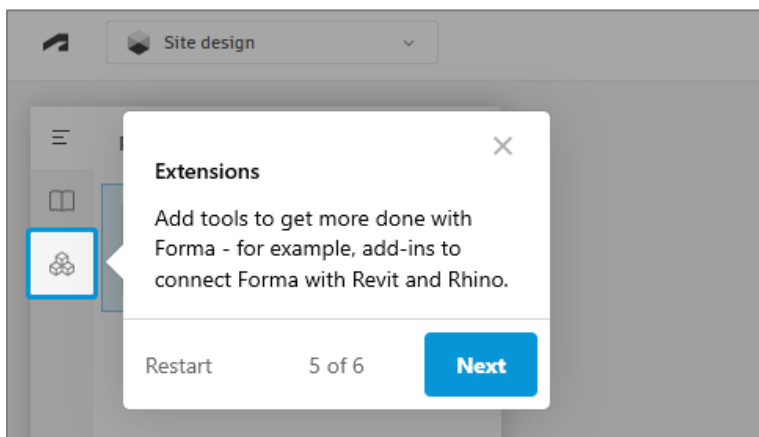 Site design
Extensions
Add tools to get more done with
Forma - for example, add-ins to
connect Forma with Revit and Rhino.
Restart
5 of 6
Next